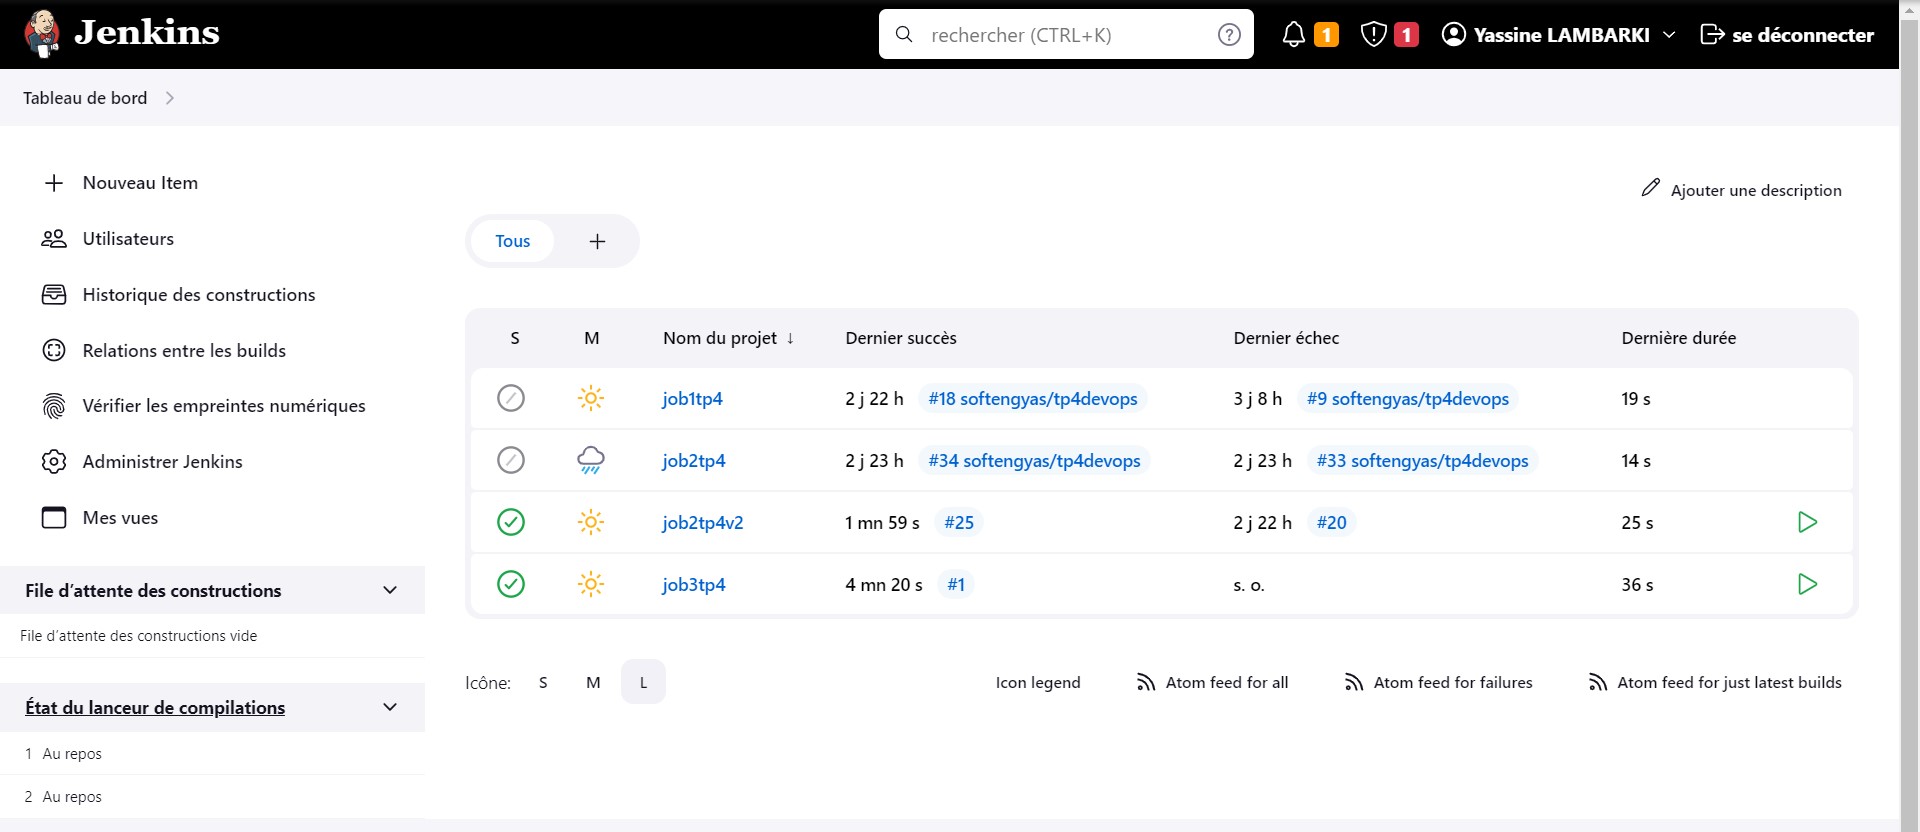 Jenkins
rechercher (CTRL+K)
1
1
Yassine LAMBARKI
se déconnecter
Tableau de bord
Nouveau Item
Utilisateurs
Historique des constructions
Relations entre les builds
Vérifier les empreintes numériques
Administrer Jenkins
Mes vues
File d’attente des constructions
File d’attente des constructions vide
État du lanceur de compilations
1 Au repos
2 Au repos
Ajouter une description
Tous
S M Nom du projet ↓ Dernier succès Dernier échec Dernière durée
job1tp4 2 j 22 h #18 softengyas/tp4devops 3 j 8 h #9 softengyas/tp4devops 19 s
job2tp4 2 j 23 h #34 softengyas/tp4devops 2 j 23 h #33 softengyas/tp4devops 14 s
job2tp4v2 1 mn 59 s #25 2 j 22 h #20 25 s
job3tp4 4 mn 20 s #1 s. o. 36 s
Icône: S M L
Icon legend
Atom feed for all
Atom feed for failures
Atom feed for just latest builds